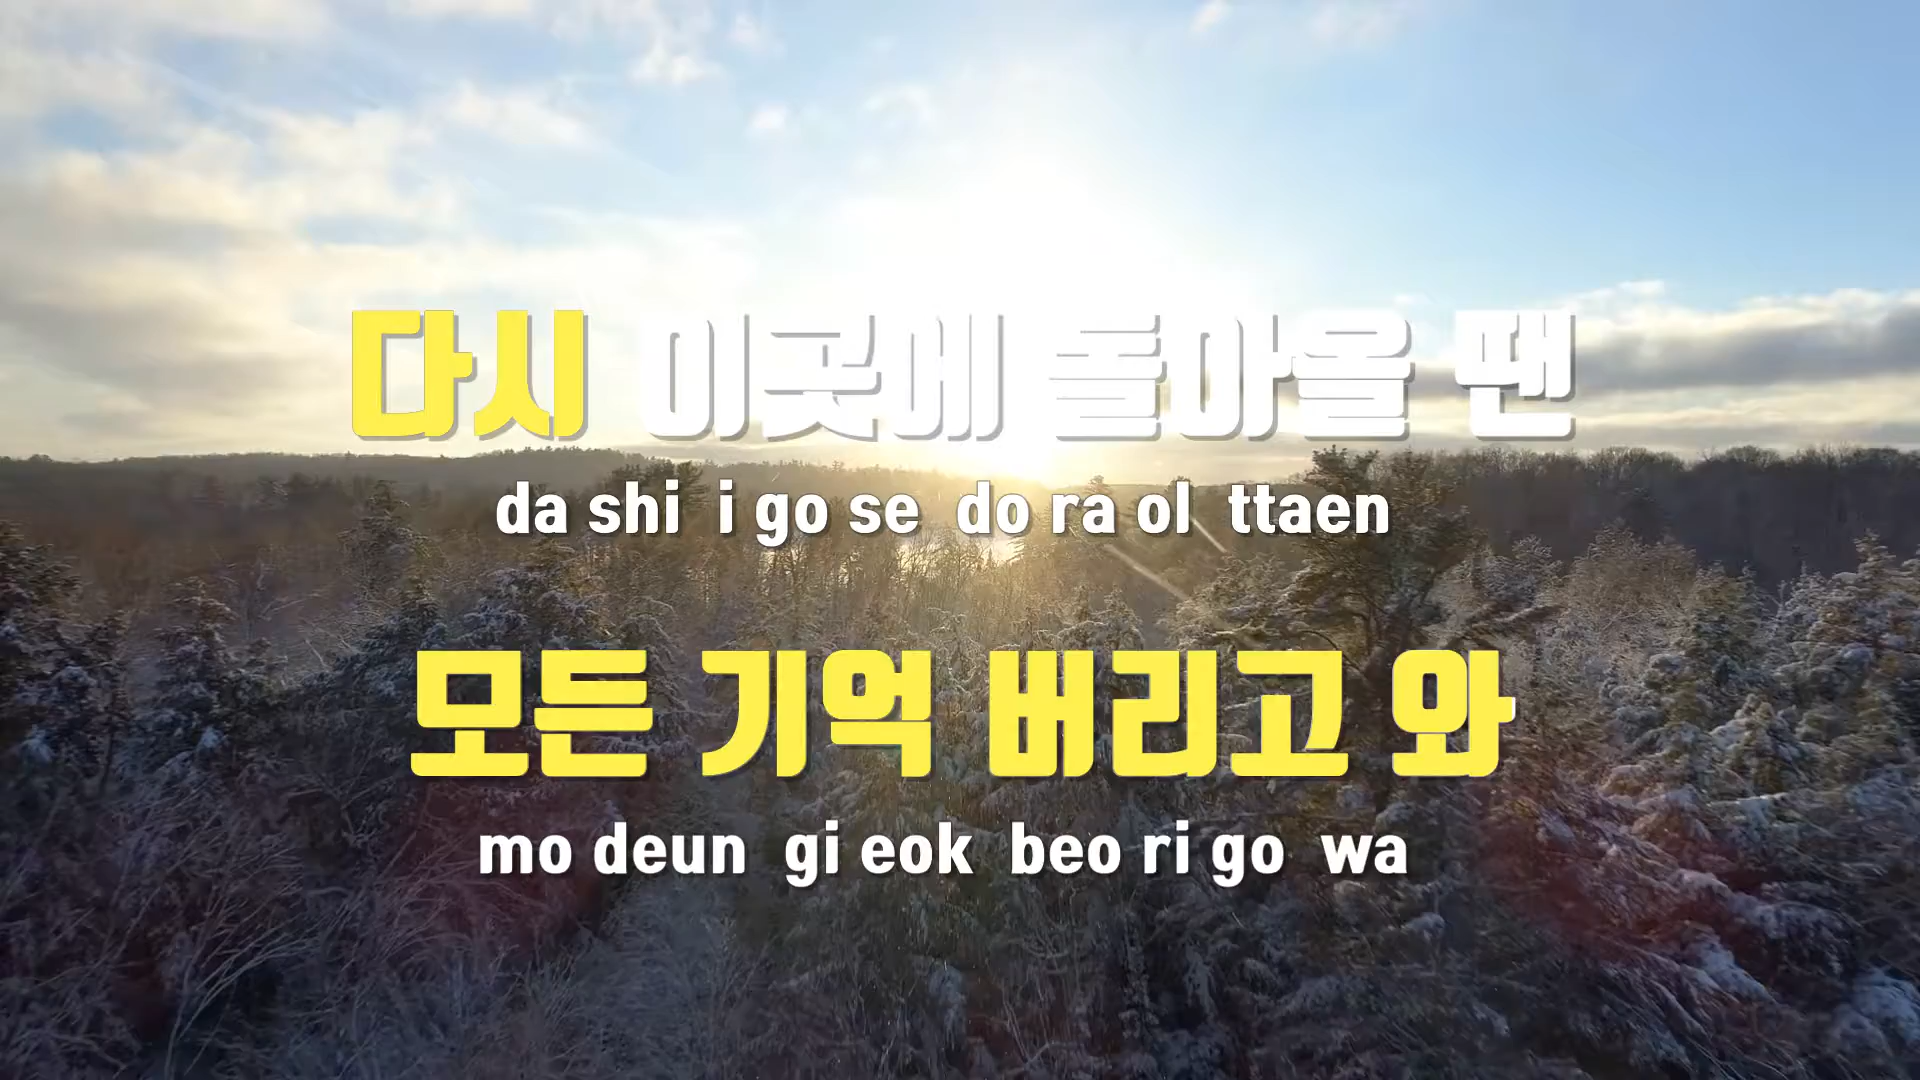 다시 이곳에 돌아올 땐
da shi i go se do ra ol ttaen
모든 기억 버리고 와
mo deun gi eok beo ri go wa